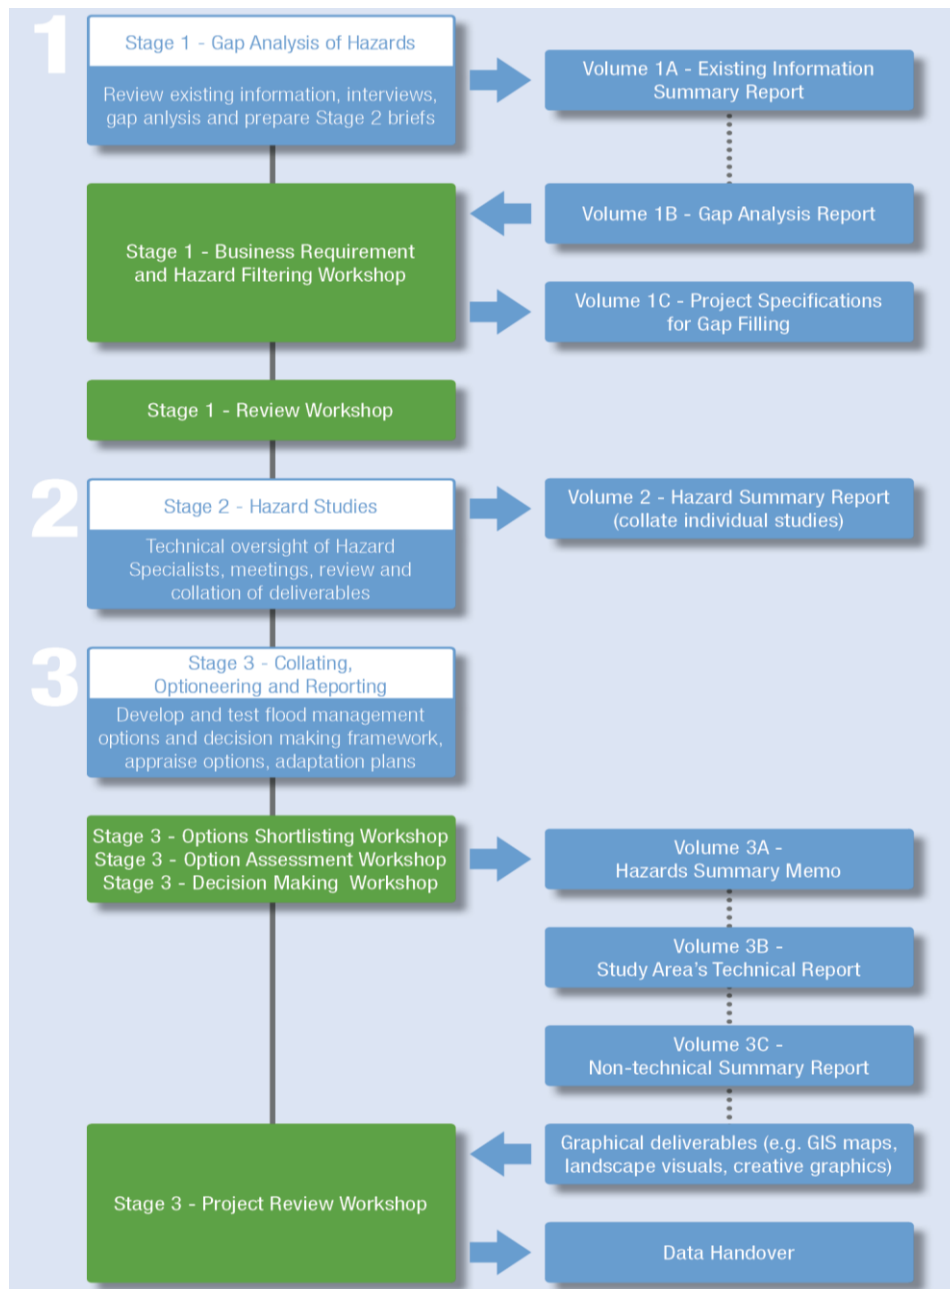 1
Stage 1 - Gap Analysis of Hazards
Review existing information, interviews,
gap anlysis and prepare Stage 2 briefs
Volume 1A - Existing Information
Summary Report
Stage 1 - Business Requirement
and Hazard Filtering Workshop
Volume 1B - Gap Analysis Report
Volume 1C - Project Specifications
for Gap Filling
Stage 1 - Review Workshop
2
Stage 2 - Hazard Studies
Technical oversight of Hazard
Specialists, meetings, review and
collation of deliverables
Volume 2 - Hazard Summary Report
(collate individual studies)
3
Stage 3 - Collating,
Optioneering and Reporting
Develop and test flood management
options and decision making framework,
appraise options, adaptation plans
Stage 3 - Options Shortlisting Workshop
Stage 3 - Option Assessment Workshop
Stage 3 - Decision Making Workshop
Volume 3A -
Hazards Summary Memo
Volume 3B -
Study Area's Technical Report
Volume 3C -
Non-technical Summary Report
Graphical deliverables (e.g. GIS maps,
landscape visuals, creative graphics)
Stage 3 - Project Review Workshop
Data Handover